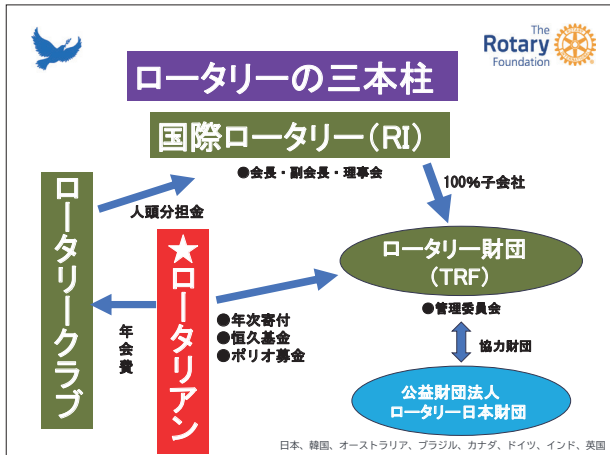 The
Rotary
Foundation
ロータリーの三本柱
国際ロータリー（RI）
●会長・副会長・理事会
100%子会社
ロータリークラブ
人頭分担金
★ロータリアン
ロータリー財団
（TRF）
●管理委員会
年会費
●年次寄付
●恒久基金
●ポリオ募金
協力財団
公益財団法人
ロータリー日本財団
日本、韓国、オーストラリア、ブラジル、カナダ、ドイツ、インド、英国